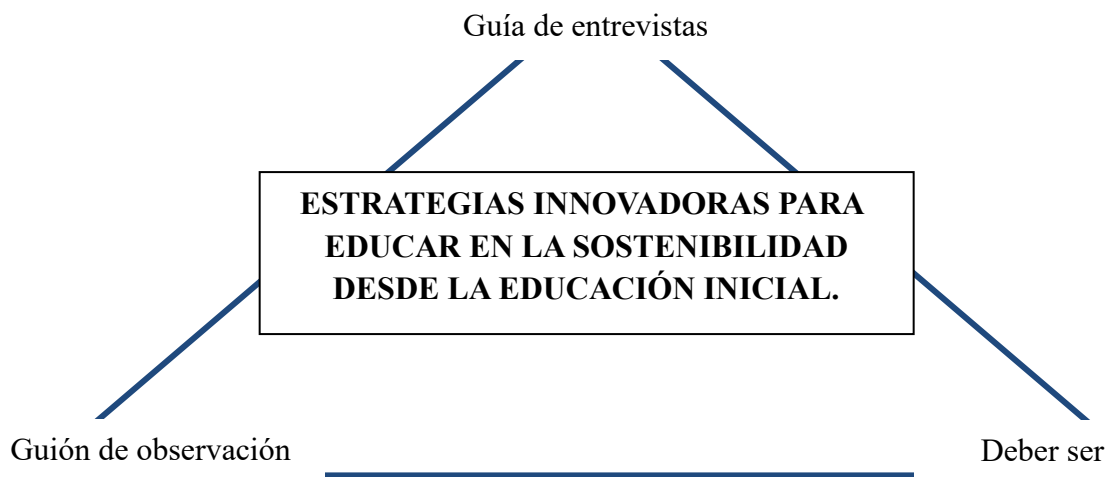 Guía de entrevistas
ESTRATEGIAS INNOVADORAS PARA
EDUCAR EN LA SOSTENIBILIDAD
DESDE LA EDUCACIÓN INICIAL.
Guión de observación
Deber ser